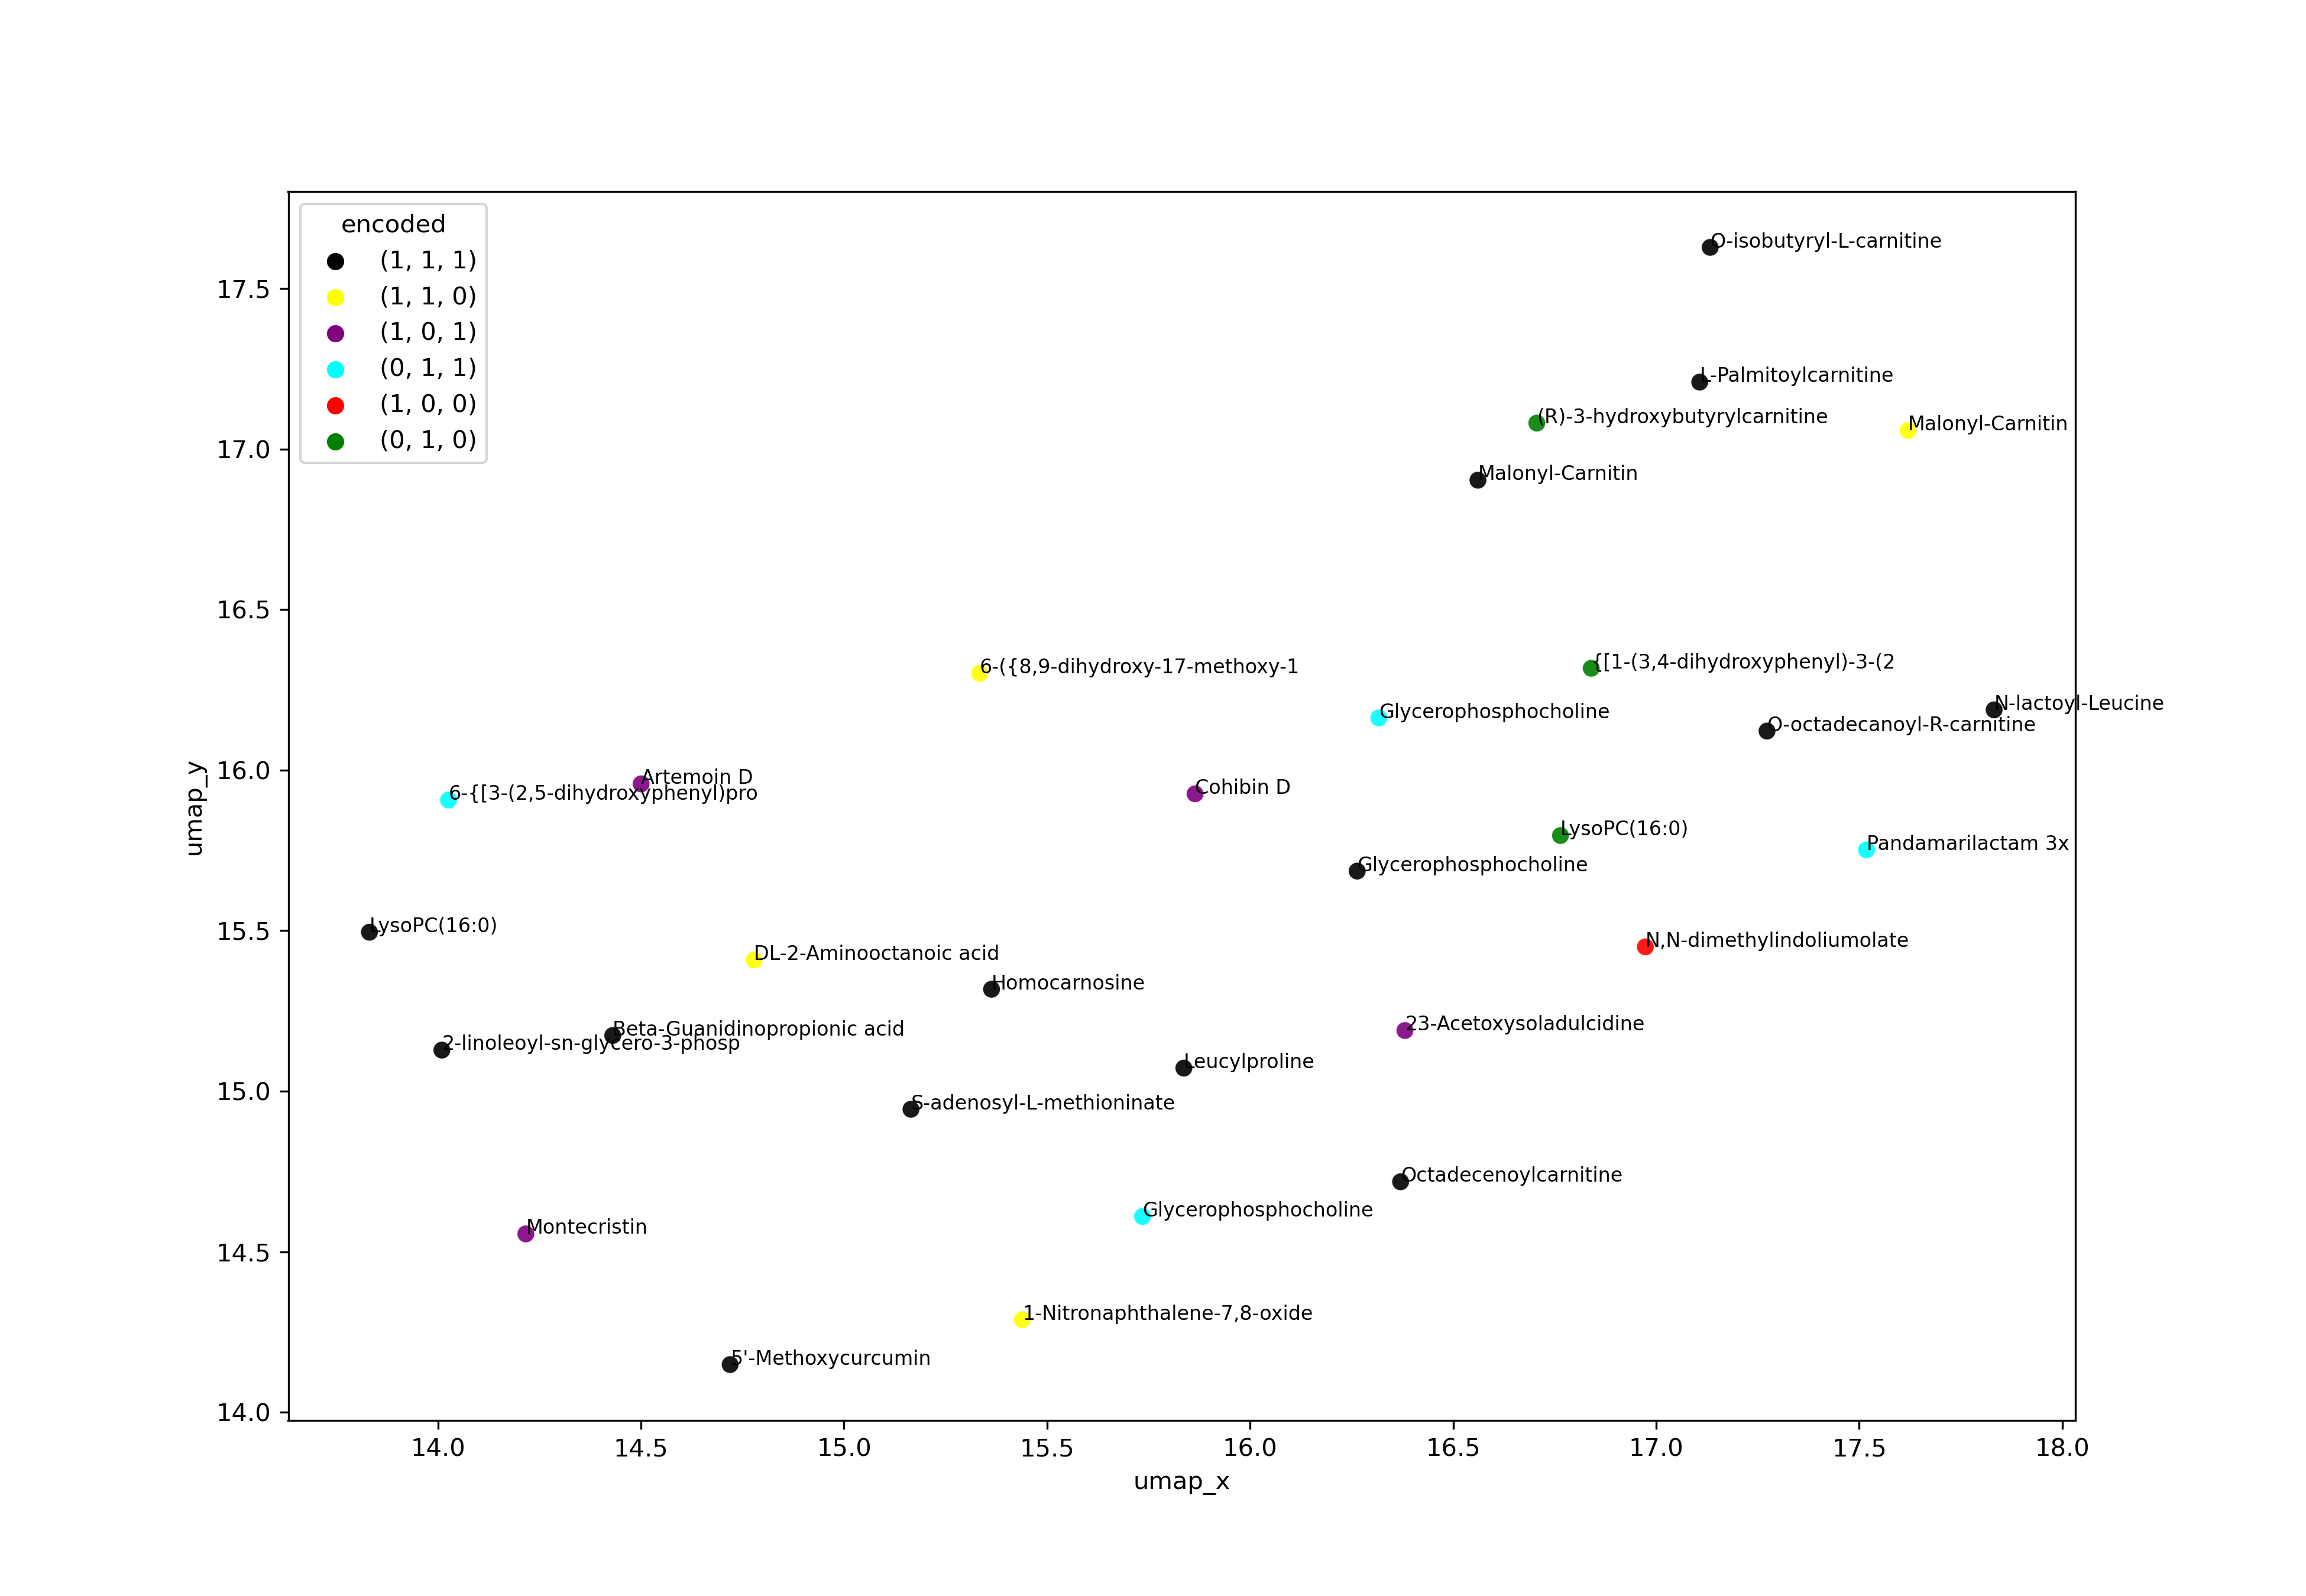 encoded
(1, 1, 1)
(1, 1, 0)
(1, 0, 1)
(0, 1, 1)
(1, 0, 0)
(0, 1, 0)
O-isobutyryl-L-carnitine
L-Palmitoylcarnitine
(R)-3-hydroxybutyrylcarnitine
Malonyl-Carnitin
Malonyl-Carnitin
6-({8,9-dihydroxy-17-methoxy-1
{[1-(3,4-dihydroxyphenyl)-3-(2
N-lactoyl-Leucine
Glycerophosphocholine
O-octadecanoyl-R-carnitine
Artemoin D
6-{[3-(2,5-dihydroxyphenyl)pro
Cohibin D
LysoPC(16:0)
Pandamarilactam 3x
Glycerophosphocholine
LysoPC(16:0)
N,N-dimethylindoliumolate
DL-2-Aminooctanoic acid
Homocarnosine
Beta-Guanidinopropionic acid
2-linoleoyl-sn-glycero-3-phosp
23-Acetoxysoladulcidine
Leucylproline
S-adenosyl-L-methioninate
Octadecenoylcarnitine
Glycerophosphocholine
Montecristin
1-Nitronaphthalene-7,8-oxide
5'-Methoxycurcumin
17.5
17.0
16.5
16.0
15.5
15.0
14.5
14.0
umap_y
14.0 14.5 15.0 15.5 16.0 16.5 17.0 17.5 18.0
umap_x